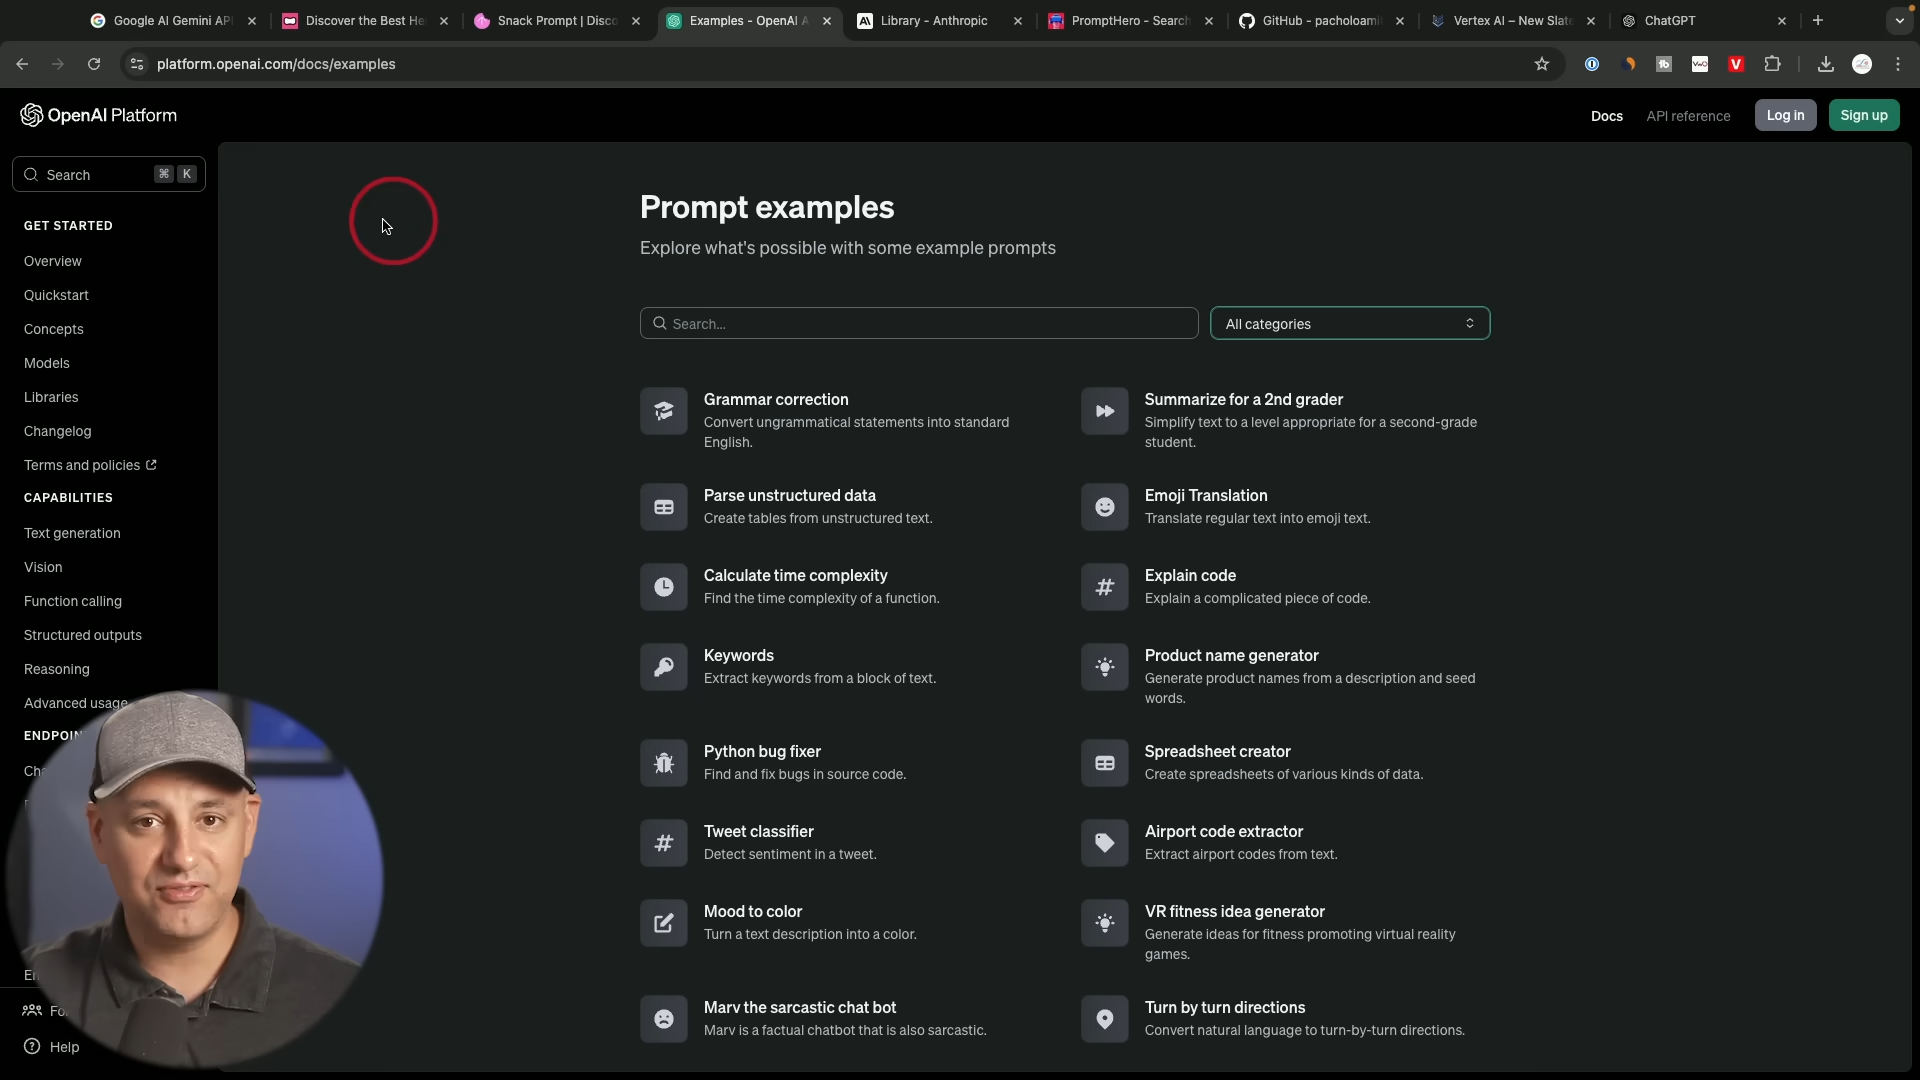 Google AI Gemini API
Discover the Best He
Snack Prompt | Disco
Examples - OpenAI A
Library - Anthropic
PromptHero - Search
GitHub - pacholoami
Vertex AI – New Slate
ChatGPT
platform.openai.com/docs/examples
OpenAI Platform
Docs
API reference
Log in
Sign up
Search
⌘ K
GET STARTED
Overview
Quickstart
Concepts
Models
Libraries
Changelog
Terms and policies
CAPABILITIES
Text generation
Vision
Function calling
Structured outputs
Reasoning
Advanced usage
ENDPOIN
Cha
En
Fo
Help
Prompt examples
Explore what's possible with some example prompts
Search...
All categories
Grammar correction
Convert ungrammatical statements into standard
English.
Summarize for a 2nd grader
Simplify text to a level appropriate for a second-grade
student.
Parse unstructured data
Create tables from unstructured text.
Emoji Translation
Translate regular text into emoji text.
Calculate time complexity
Find the time complexity of a function.
Explain code
Explain a complicated piece of code.
Keywords
Extract keywords from a block of text.
Product name generator
Generate product names from a description and seed
words.
Python bug fixer
Find and fix bugs in source code.
Spreadsheet creator
Create spreadsheets of various kinds of data.
Tweet classifier
Detect sentiment in a tweet.
Airport code extractor
Extract airport codes from text.
Mood to color
Turn a text description into a color.
VR fitness idea generator
Generate ideas for fitness promoting virtual reality
games.
Marv the sarcastic chat bot
Marv is a factual chatbot that is also sarcastic.
Turn by turn directions
Convert natural language to turn-by-turn directions.